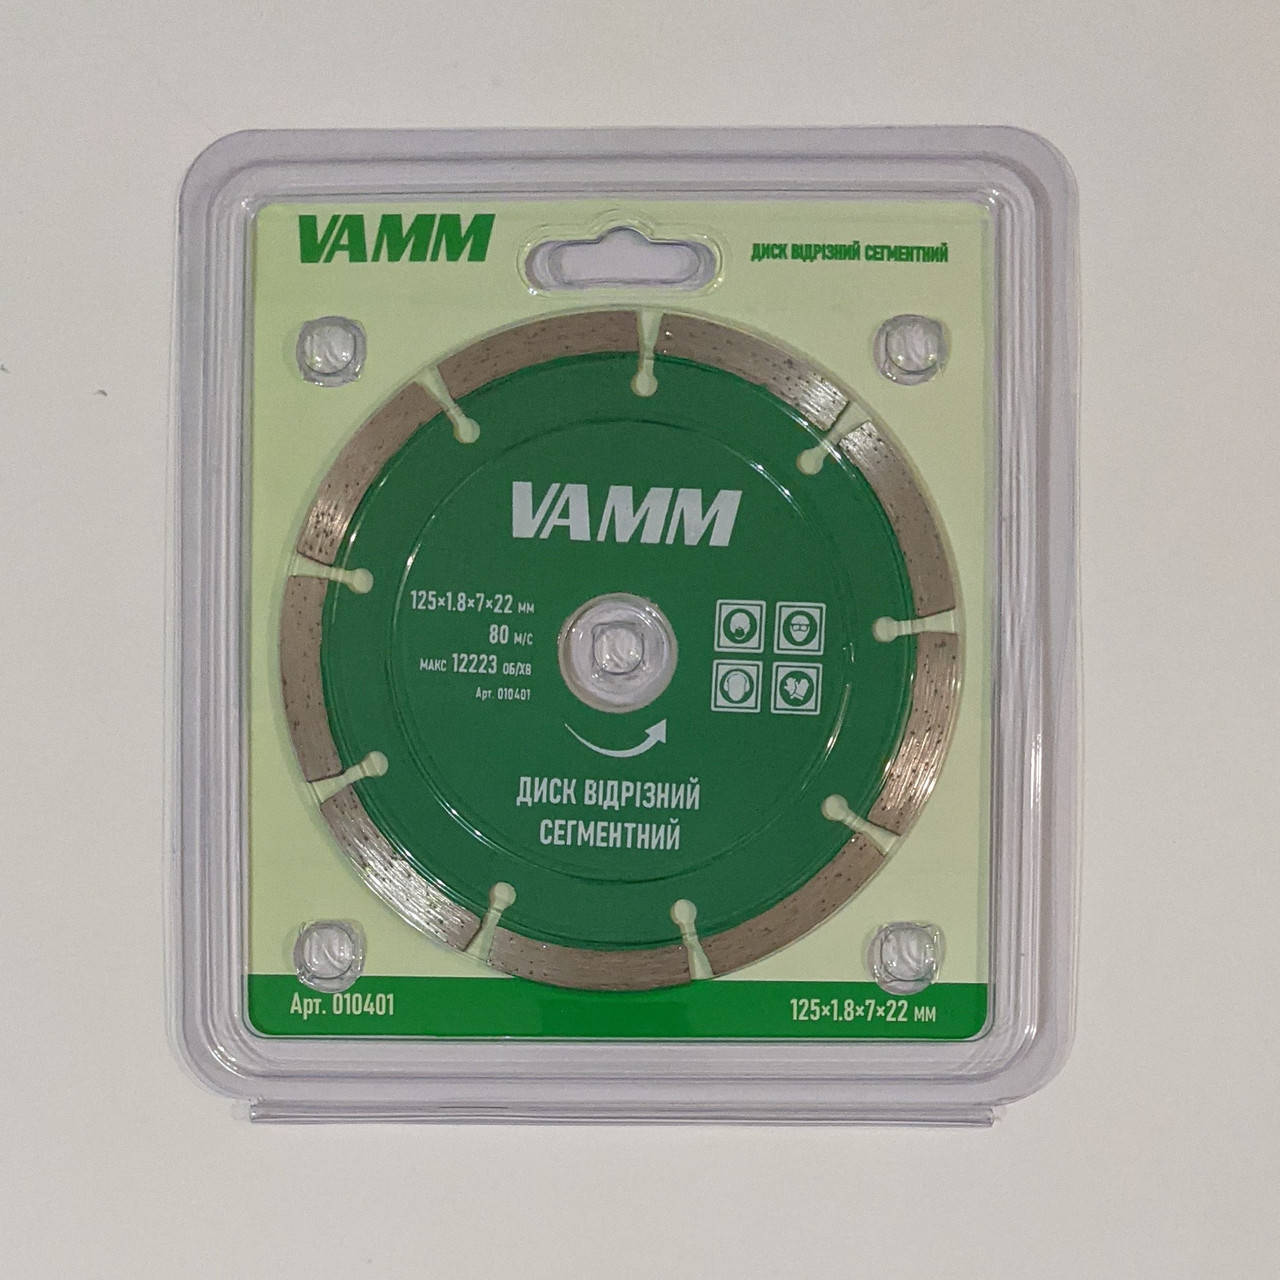 VAMM
ДИСК ВІДРІЗНИЙ СЕГМЕНТНИЙ
VAMM
125×1.8×7×22 мм
80 м/с
макс 12223 об/хв
Арт. 010401
ДИСК ВІДРІЗНИЙ
СЕГМЕНТНИЙ
Арт. 010401
125×1.8×7×22 мм